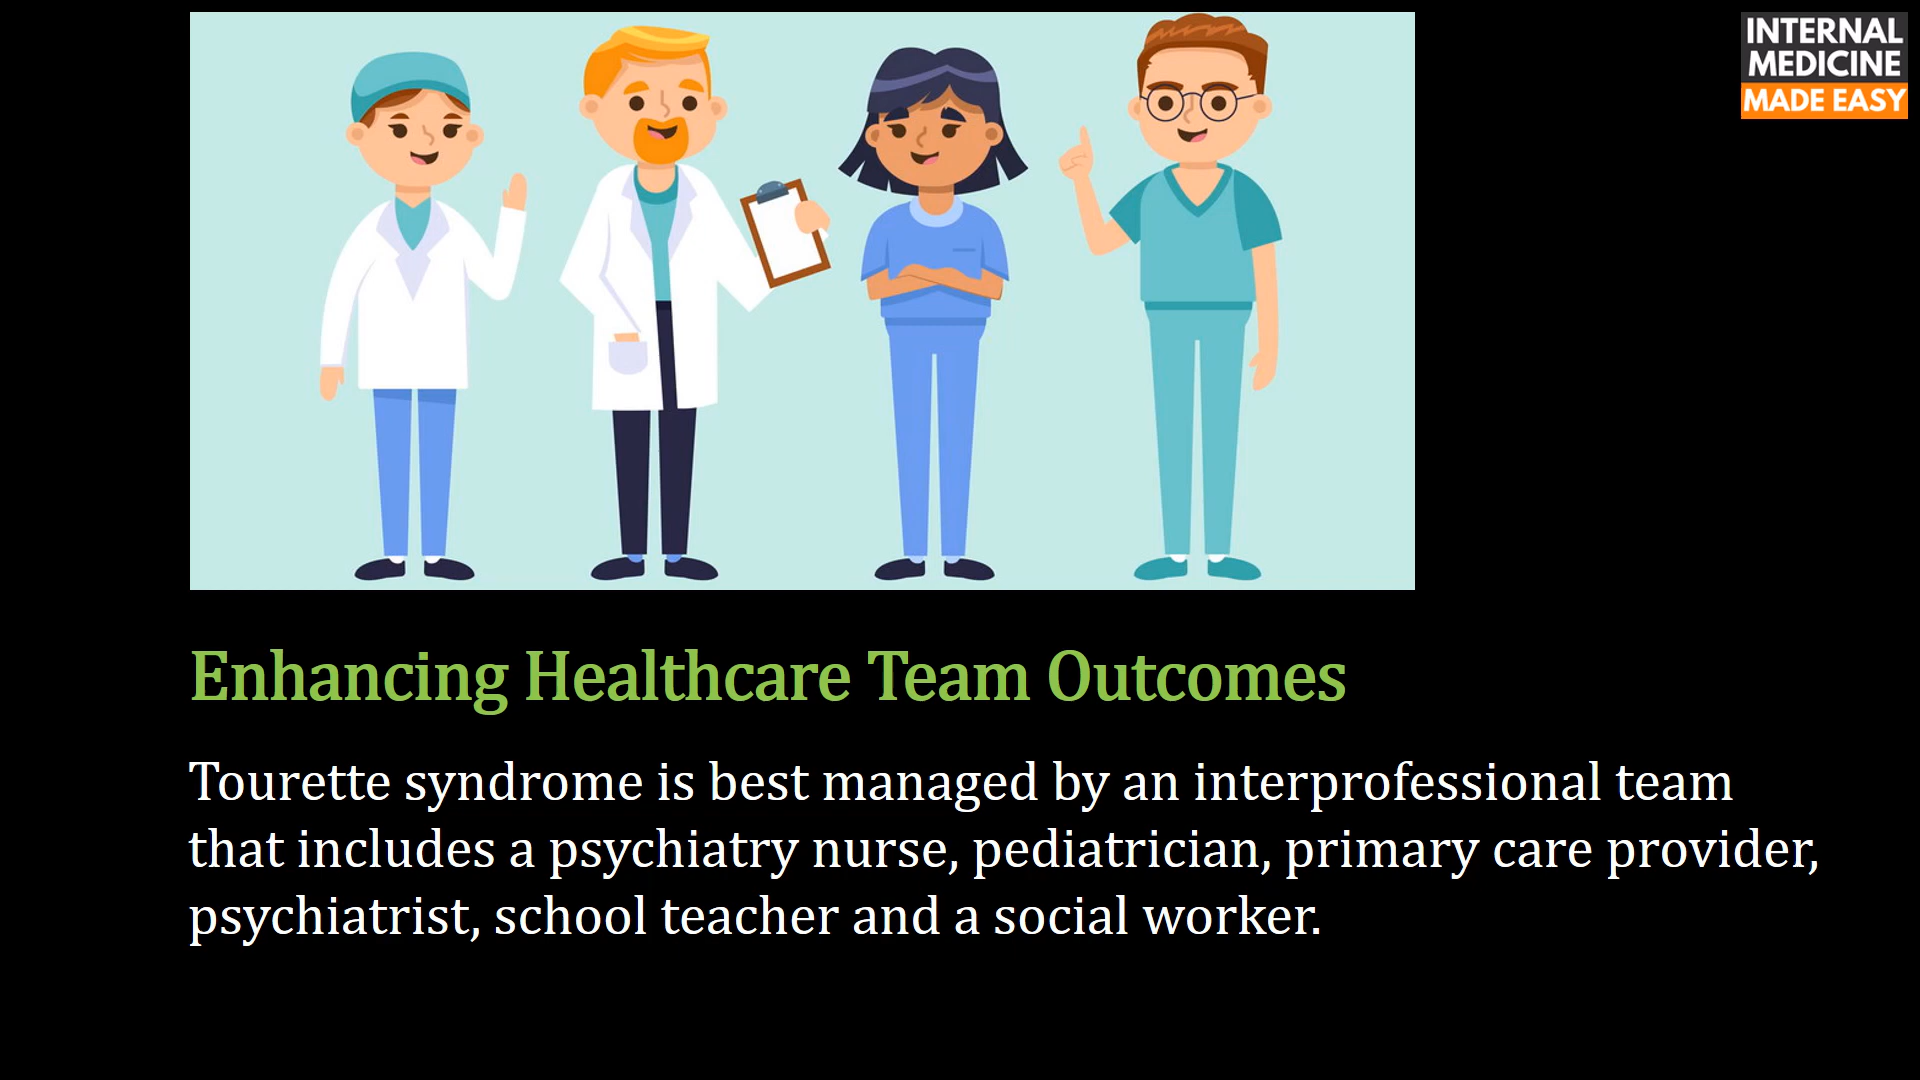 INTERNAL
MEDICINE
MADE EASY
Enhancing Healthcare Team Outcomes
Tourette syndrome is best managed by an interprofessional team
that includes a psychiatry nurse, pediatrician, primary care provider,
psychiatrist, school teacher and a social worker.